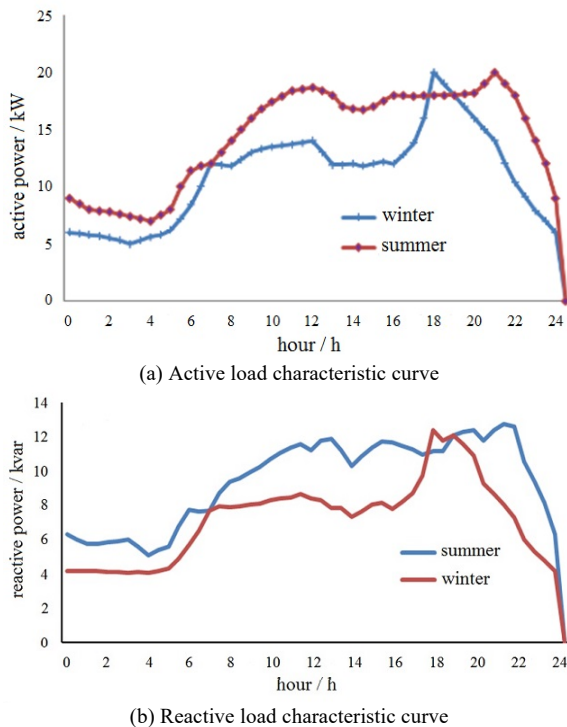 25
20
15
10
5
0
active power / kW
winter
summer
0 2 4 6 8 10 12 14 16 18 20 22 24
hour / h
(a) Active load characteristic curve
14
12
10
8
6
4
2
0
reactive power / kvar
summer
winter
0 2 4 6 8 10 12 14 16 18 20 22 24
hour / h
(b) Reactive load characteristic curve